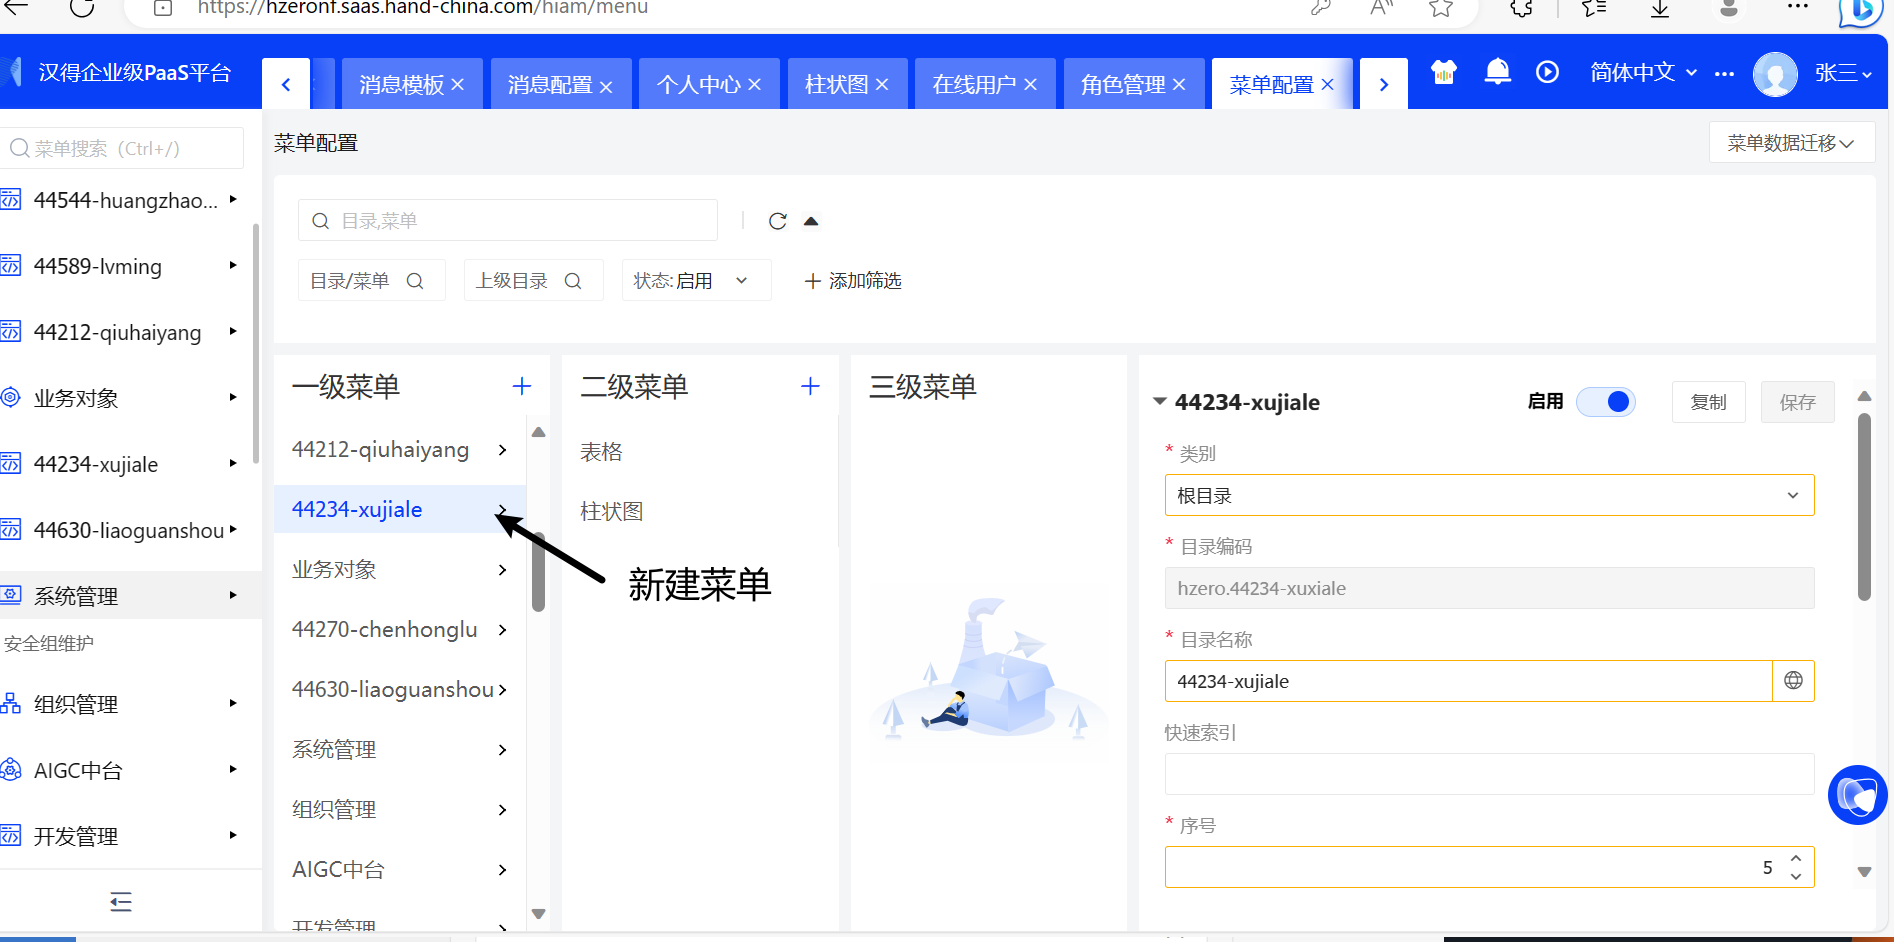 https://hzeronf.saas.hand-china.com/hiam/menu
汉得企业级PaaS平台
消息模板
消息配置
个人中心
柱状图
在线用户
角色管理
菜单配置
简体中文
张三
菜单搜索（Ctrl+/）
菜单配置
菜单数据迁移
44544-huangzhao...
44589-lvming
44212-qiuhaiyang
业务对象
44234-xujiale
44630-liaoguanshou
系统管理
安全组维护
组织管理
AIGC中台
开发管理
目录,菜单
目录/菜单
上级目录
状态:启用
添加筛选
一级菜单
44212-qiuhaiyang
44234-xujiale
业务对象
44270-chenhonglu
44630-liaoguanshou
系统管理
组织管理
AIGC中台
开发管理
二级菜单
表格
柱状图
新建菜单
三级菜单
44234-xujiale
启用
复制
保存
* 类别
根目录
* 目录编码
hzero.44234-xuxiale
* 目录名称
44234-xujiale
快速索引
* 序号
5